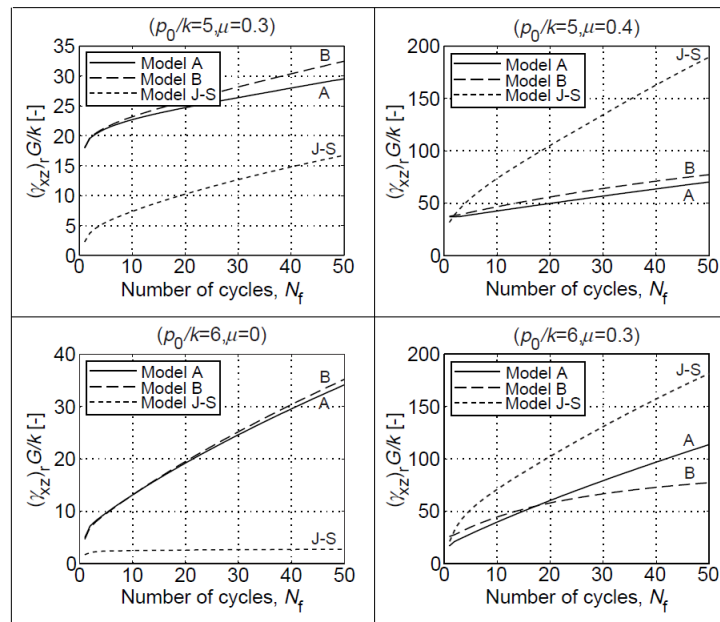 (p0/k=5,μ=0.3)
35
30
25
20
15
10
5
0
(γxz)r G/k [-]
Model A
Model B
Model J-S
B
A
J-S
0 10 20 30 40 50
Number of cycles, Nf
(p0/k=5,μ=0.4)
200
150
100
50
0
(γxz)r G/k [-]
Model A
Model B
Model J-S
J-S
B
A
0 10 20 30 40 50
Number of cycles, Nf
(p0/k=6,μ=0)
40
30
20
10
0
(γxz)r G/k [-]
Model A
Model B
Model J-S
B
A
J-S
0 10 20 30 40 50
Number of cycles, Nf
(p0/k=6,μ=0.3)
200
150
100
50
0
(γxz)r G/k [-]
Model A
Model B
Model J-S
J-S
A
B
0 10 20 30 40 50
Number of cycles, Nf